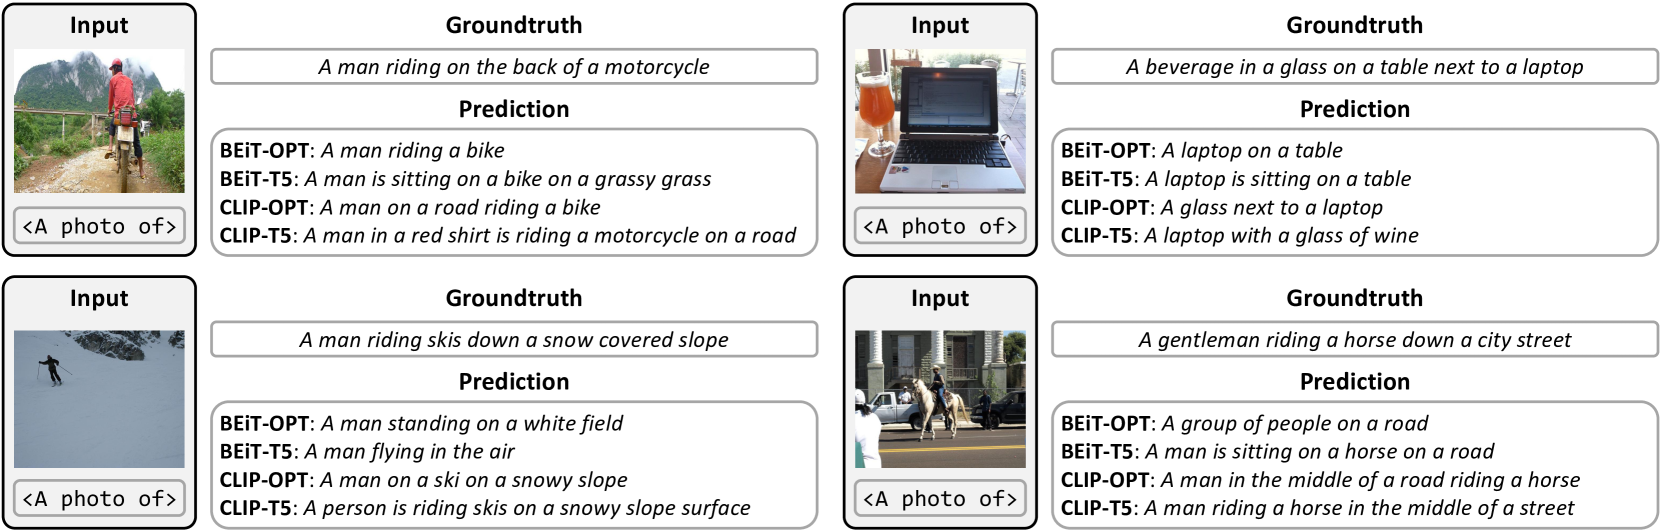 Input
Groundtruth
A man riding on the back of a motorcycle
Prediction
BEiT-OPT: A man riding a bike
BEiT-T5: A man is sitting on a bike on a grassy grass
CLIP-OPT: A man on a road riding a bike
CLIP-T5: A man in a red shirt is riding a motorcycle on a road
<A photo of>
Input
Groundtruth
A beverage in a glass on a table next to a laptop
Prediction
BEiT-OPT: A laptop on a table
BEiT-T5: A laptop is sitting on a table
CLIP-OPT: A glass next to a laptop
CLIP-T5: A laptop with a glass of wine
<A photo of>
Input
Groundtruth
A man riding skis down a snow covered slope
Prediction
BEiT-OPT: A man standing on a white field
BEiT-T5: A man flying in the air
CLIP-OPT: A man on a ski on a snowy slope
CLIP-T5: A person is riding skis on a snowy slope surface
<A photo of>
Input
Groundtruth
A gentleman riding a horse down a city street
Prediction
BEiT-OPT: A group of people on a road
BEiT-T5: A man is sitting on a horse on a road
CLIP-OPT: A man in the middle of a road riding a horse
CLIP-T5: A man riding a horse in the middle of a street
<A photo of>